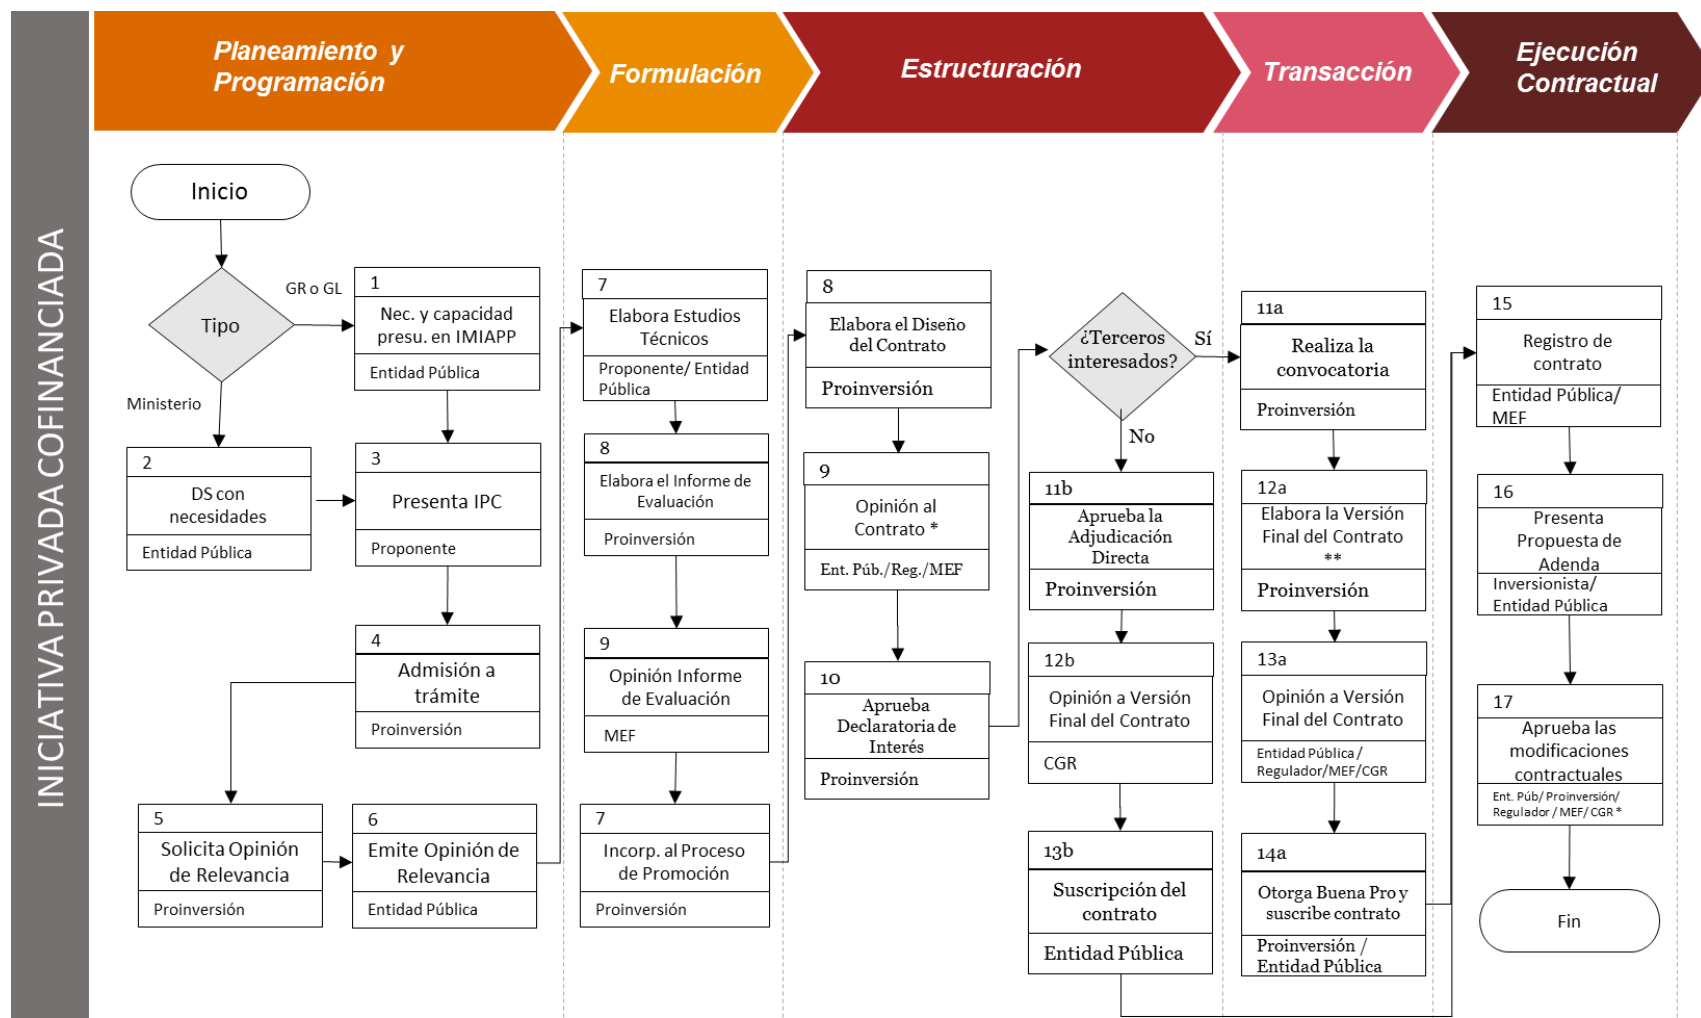 INICIATIVA PRIVADA COFINANCIADA
Planeamiento y
Programación
Formulación
Estructuración
Transacción
Ejecución
Contractual
Inicio
Tipo
GR o GL
Ministerio
1
Nec. y capacidad
presu. en IMIAPP
Entidad Pública
2
DS con
necesidades
Entidad Pública
3
Presenta IPC
Proponente
4
Admisión a
trámite
Proinversión
5
Solicita Opinión
de Relevancia
Proinversión
6
Emite Opinión de
Relevancia
Entidad Pública
7
Elabora Estudios
Técnicos
Proponente/ Entidad
Pública
8
Elabora el Informe de
Evaluación
Proinversión
9
Opinión Informe
de Evaluación
MEF
7
Incorp. al Proceso
de Promoción
Proinversión
8
Elabora el Diseño
del Contrato
Proinversión
9
Opinión al
Contrato *
Ent. Púb./Reg./MEF
10
Aprueba
Declaratoria de
Interés
Proinversión
¿Terceros
interesados?
Sí
No
11b
Aprueba la
Adjudicación
Directa
Proinversión
12b
Opinión a Versión
Final del Contrato
CGR
13b
Suscripción del
contrato
Entidad Pública
11a
Realiza la
convocatoria
Proinversión
12a
Elabora la Versión
Final del Contrato
**
Proinversión
13a
Opinión a Versión
Final del Contrato
Entidad Pública /
Regulador/MEF/CGR
14a
Otorga Buena Pro y
suscribe contrato
Proinversión /
Entidad Pública
15
Registro de
contrato
Entidad Pública/
MEF
16
Presenta
Propuesta de
Adenda
Inversionista/
Entidad Pública
17
Aprueba las
modificaciones
contractuales
Ent. Púb/ Proinversión/
Regulador / MEF/ CGR *
Fin